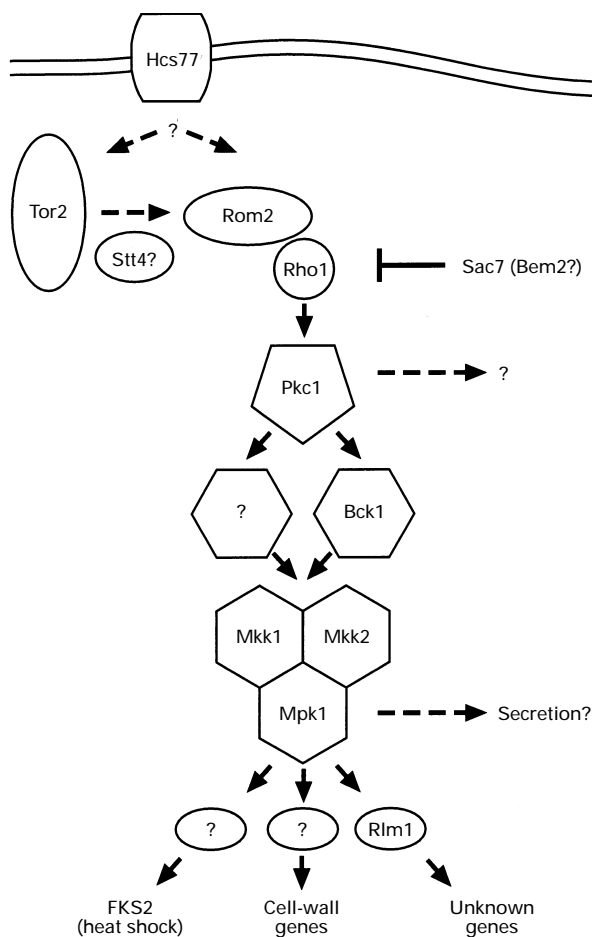 Hcs77
?
Tor2
Rom2
Stt4?
Rho1
Sac7 (Bem2?)
Pkc1
?
?
Bck1
Mkk1
Mkk2
Mpk1
Secretion?
?
?
Rlm1
FKS2
(heat shock)
Cell-wall
genes
Unknown
genes